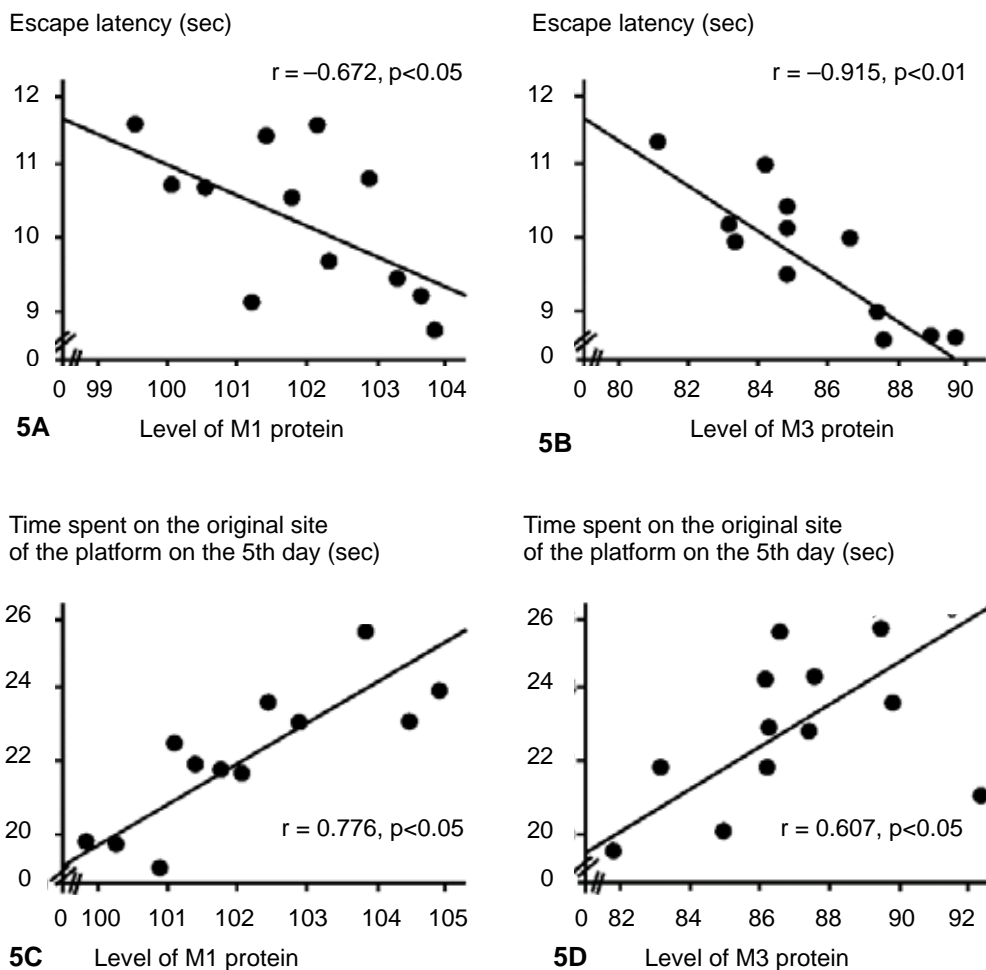 Escape latency (sec)
r = –0.672, p<0.05
12
11
10
9
0
0 99 100 101 102 103 104
5A Level of M1 protein
Escape latency (sec)
r = –0.915, p<0.01
12
11
10
9
0
0 80 82 84 86 88 90
5B Level of M3 protein
Time spent on the original site
of the platform on the 5th day (sec)
26
24
22
20
r = 0.776, p<0.05
0
0 100 101 102 103 104 105
5C Level of M1 protein
Time spent on the original site
of the platform on the 5th day (sec)
26
24
22
20
r = 0.607, p<0.05
0
0 82 84 86 88 90 92
5D Level of M3 protein